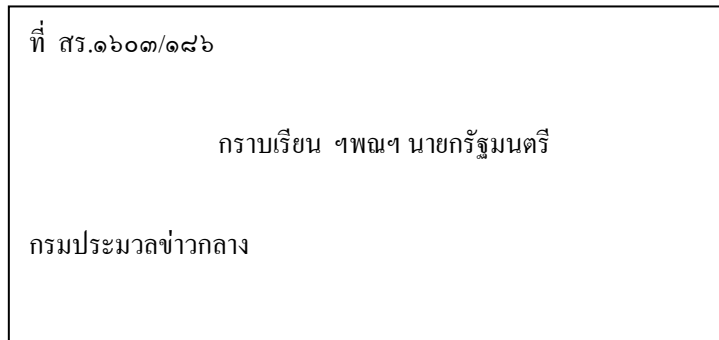 ที่ สร.๑๖๐๓/๑๘๖
กราบเรียน ฯพณฯ นายกรัฐมนตรี
กรมประมวลข่าวกลาง